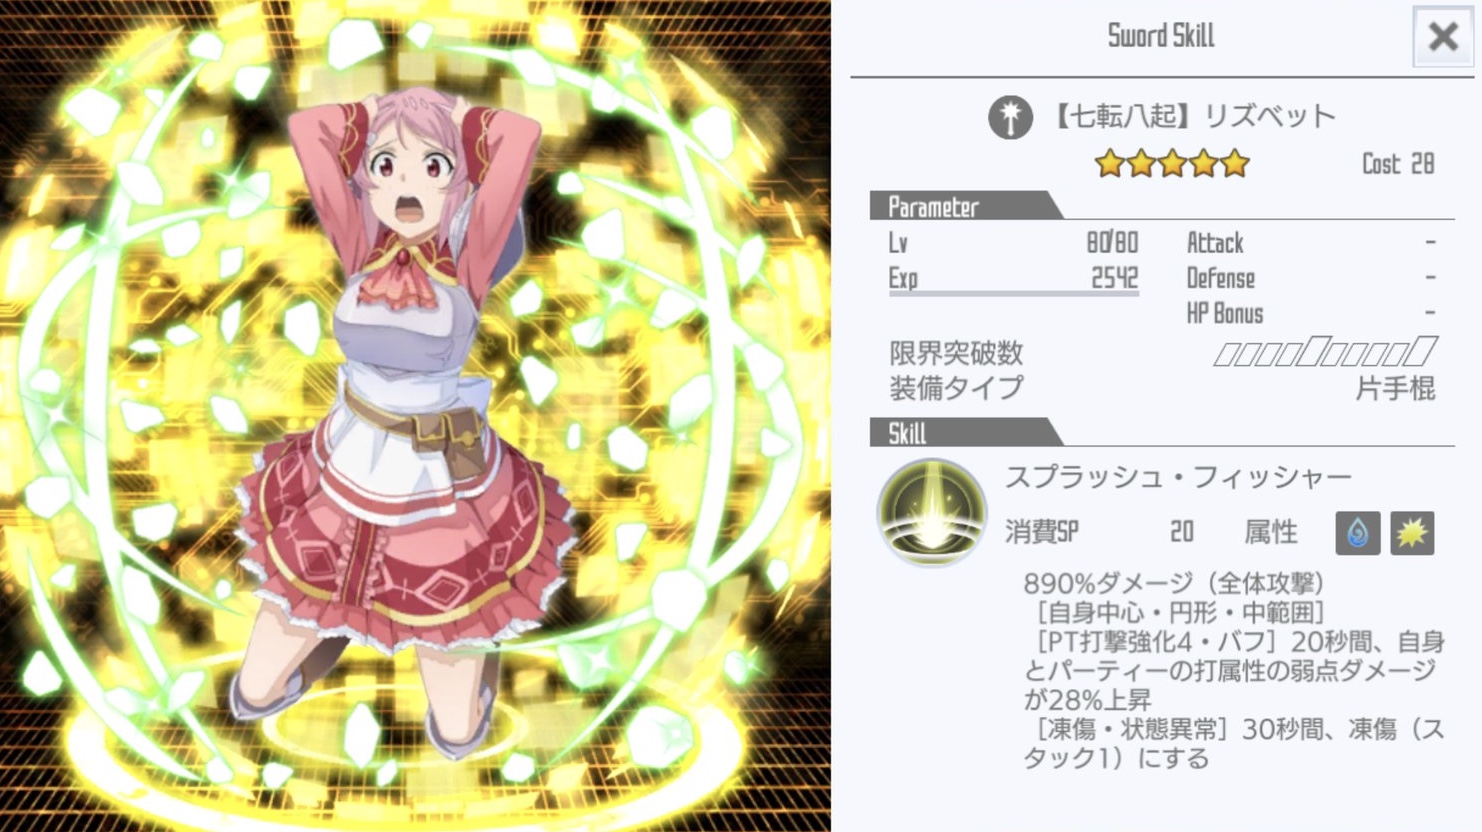 Sword Skill
【七転八起】リズベット
Cost 28
Parameter
Lv 80/80 Attack -
Exp 2542 Defense -
HP Bonus -
限界突破数
装備タイプ 片手棍
Skill
スプラッシュ・フィッシャー
消費SP 20 属性
890%ダメージ（全体攻撃）
［自身中心・円形・中範囲］
［PT打撃強化4・バフ］20秒間、自身
とパーティーの打属性の弱点ダメージ
が28%上昇
［凍傷・状態異常］30秒間、凍傷（ス
タック1）にする